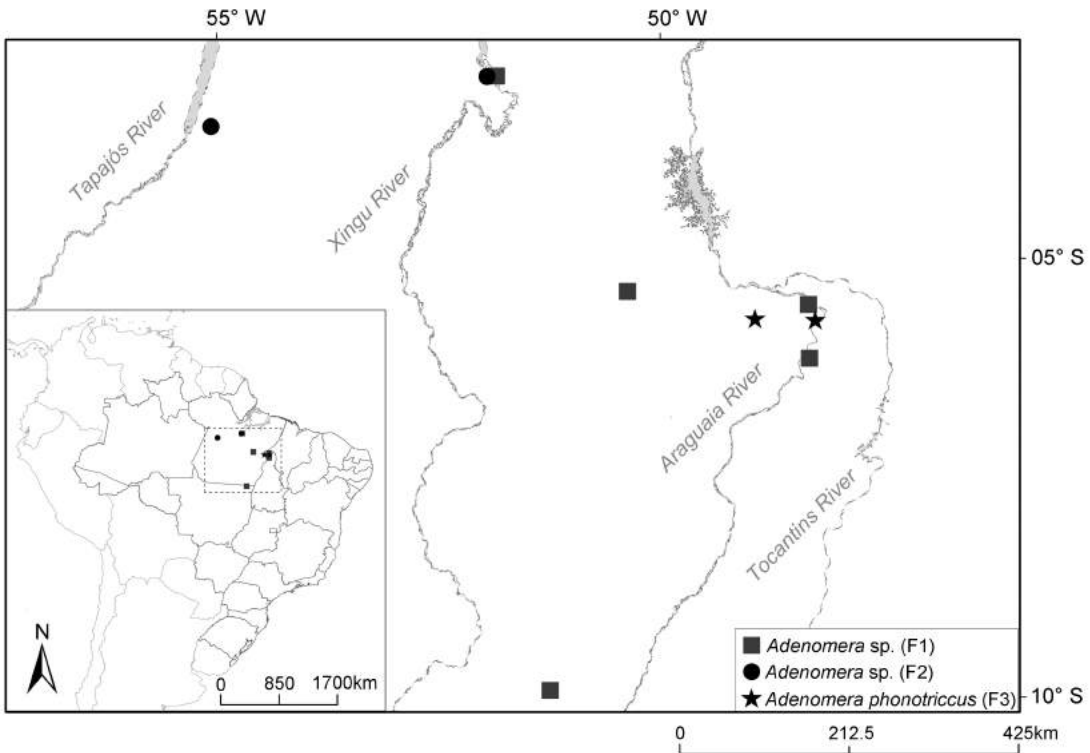 55° W
50° W
Tapajós River
Xingu River
05° S
Araguaia River
Tocantins River
N
0 850 1700km
Adenomera sp. (F1)
Adenomera sp. (F2)
Adenomera phonotriccus (F3)
10° S
0 212.5 425km